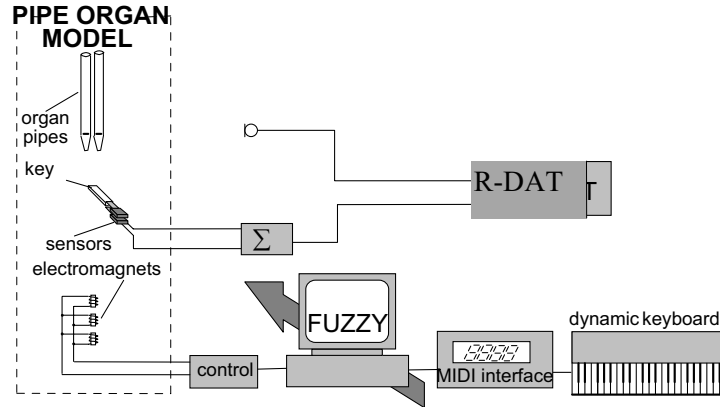 PIPE ORGAN
MODEL
organ
pipes
key
sensors
electromagnets
Σ
R-DAT
T
control
FUZZY
MIDI interface
dynamic keyboard